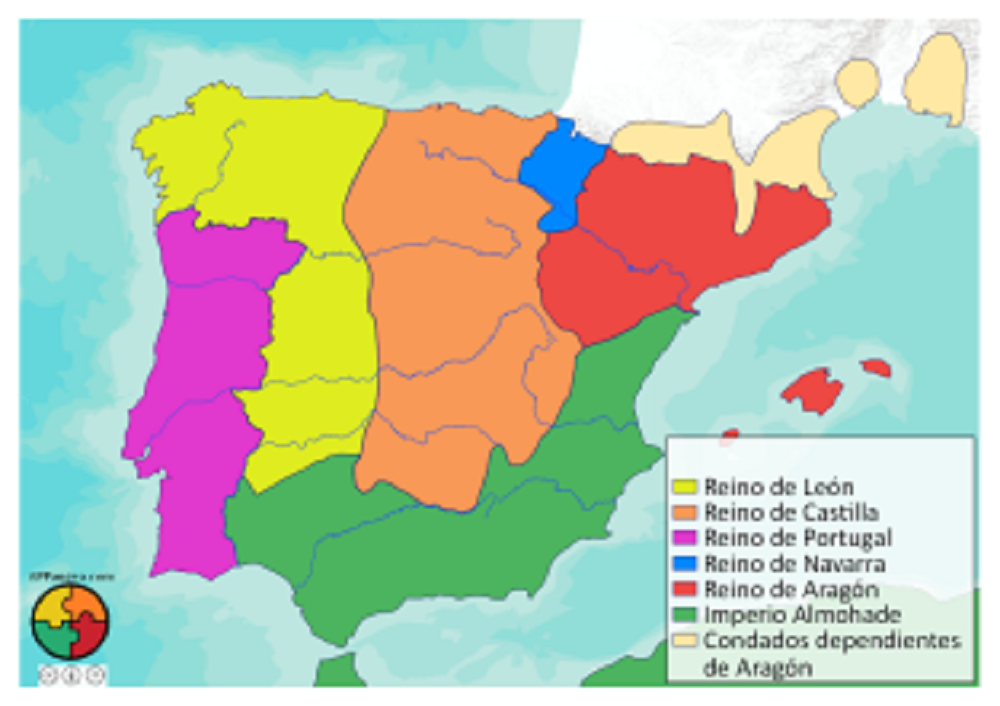 Reino de León
Reino de Castilla
Reino de Portugal
Reino de Navarra
Reino de Aragón
Imperio Almohade
Condados dependientes
de Aragón